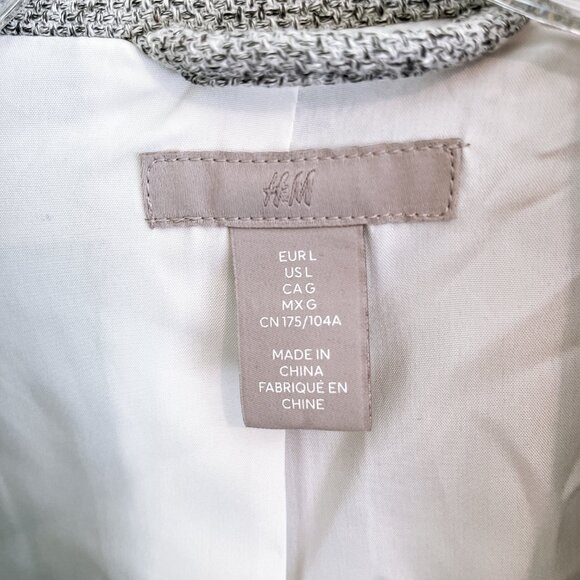 H&M
EUR L
US L
CA G
MX G
CN 175/104A
MADE IN
CHINA
FABRIQUÉ EN
CHINE